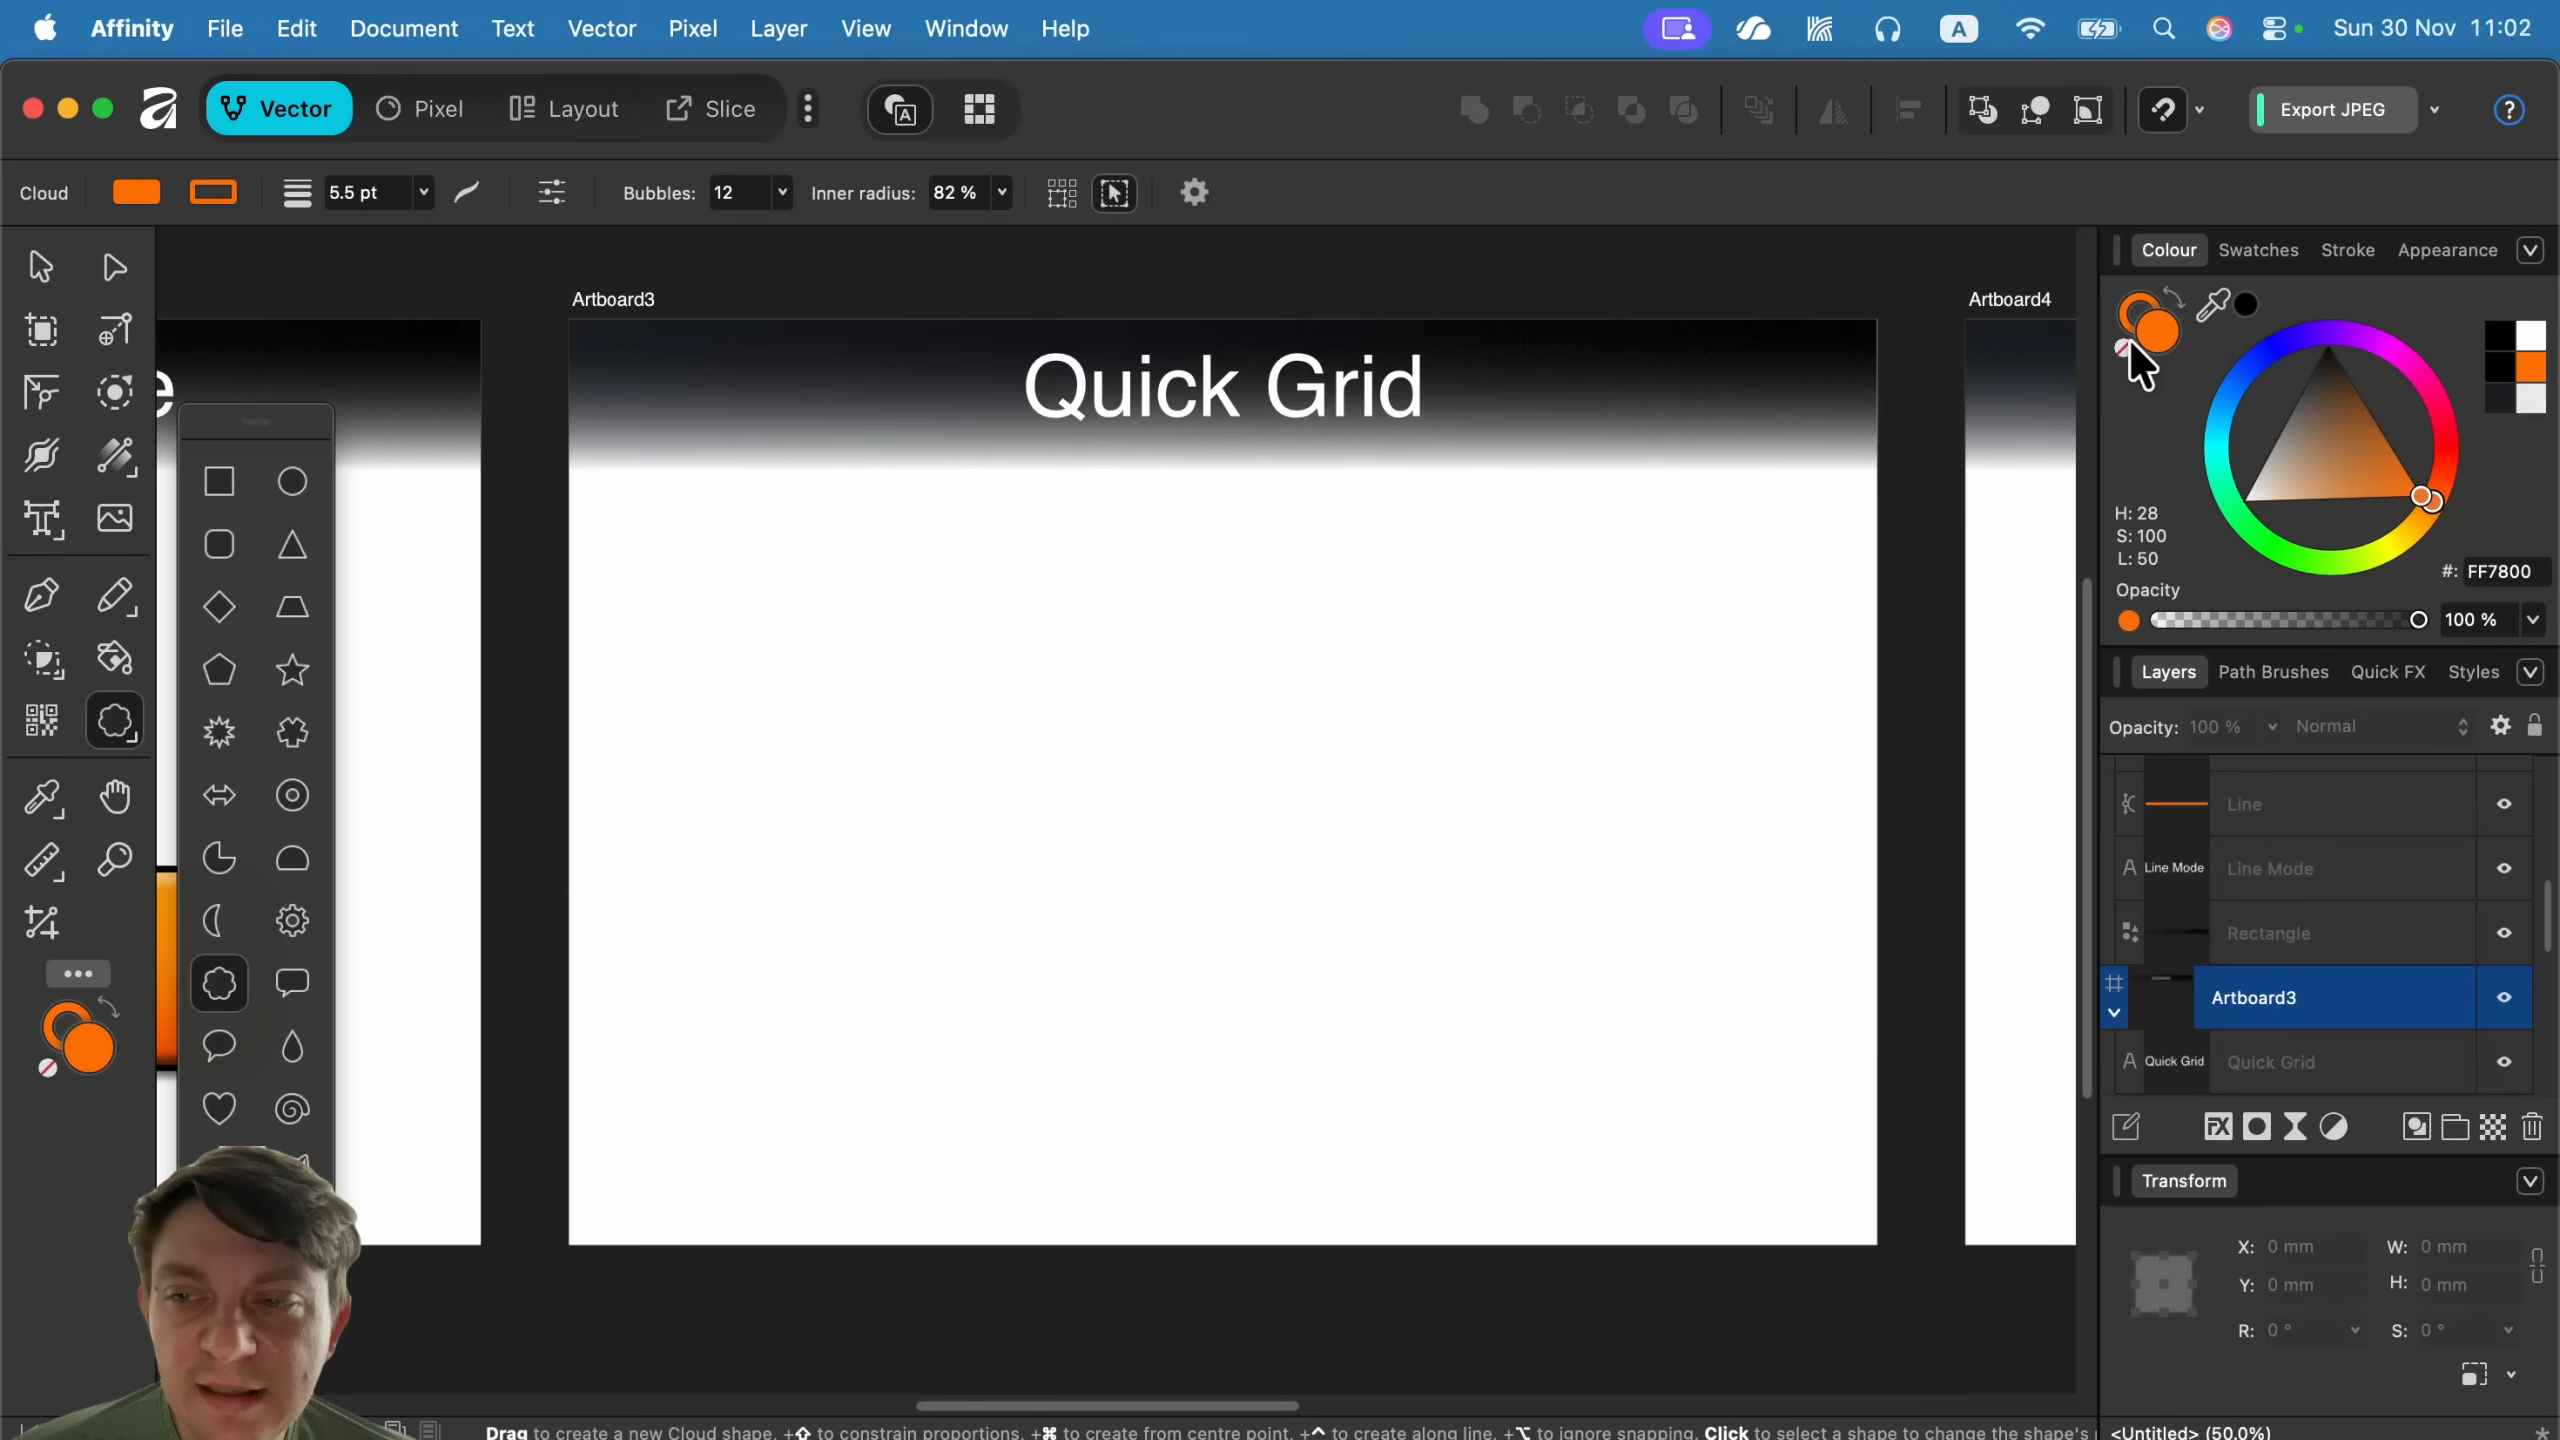 Affinity File Edit Document Text Vector Pixel Layer View Window Help A Sun 30 Nov 11:02
Vector Pixel Layout Slice A Export JPEG ?
Cloud 5.5 pt Bubbles: 12 Inner radius: 82 %
Colour Swatches Stroke Appearance
Artboard3 Artboard4
e
Quick Grid
H: 28
S: 100
L: 50
#: FF7800
Opacity
100 %
Layers Path Brushes Quick FX Styles
Opacity: 100 % Normal
Line
A Line Mode Line Mode
Rectangle
Artboard3
A Quick Grid Quick Grid
FX
Transform
X: 0 mm W: 0 mm
Y: 0 mm H: 0 mm
R: 0 ° S: 0 °
Drag to create a new Cloud shape. +⇧ to constrain proportions. +⌘ to create from centre point. +⌃ to create along line. +⌥ to ignore snapping. Click to select a shape to change the shape's
<Untitled> (50.0%) *